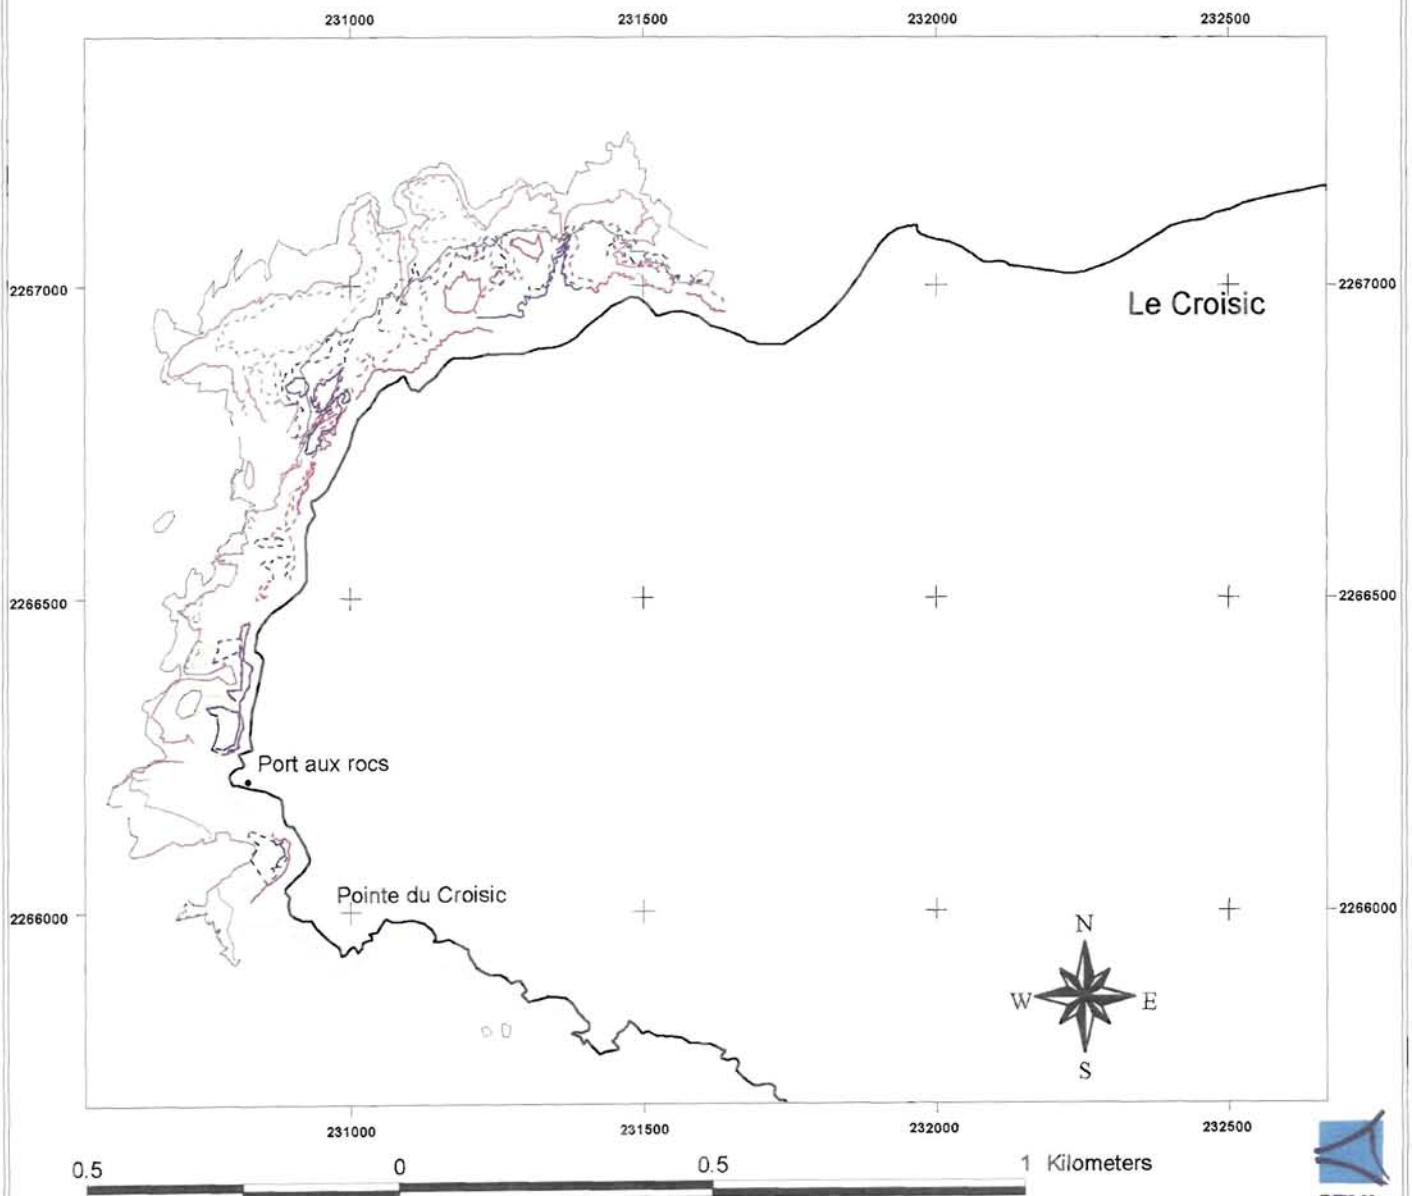 231000 231500 232000 232500
2267000 2267000
Le Croisic
2266500 2266500
Port aux rocs
Pointe du Croisic
2266000 2266000
N
W E
S
231000 231500 232000 232500
0.5 0 0.5 1 Kilometers